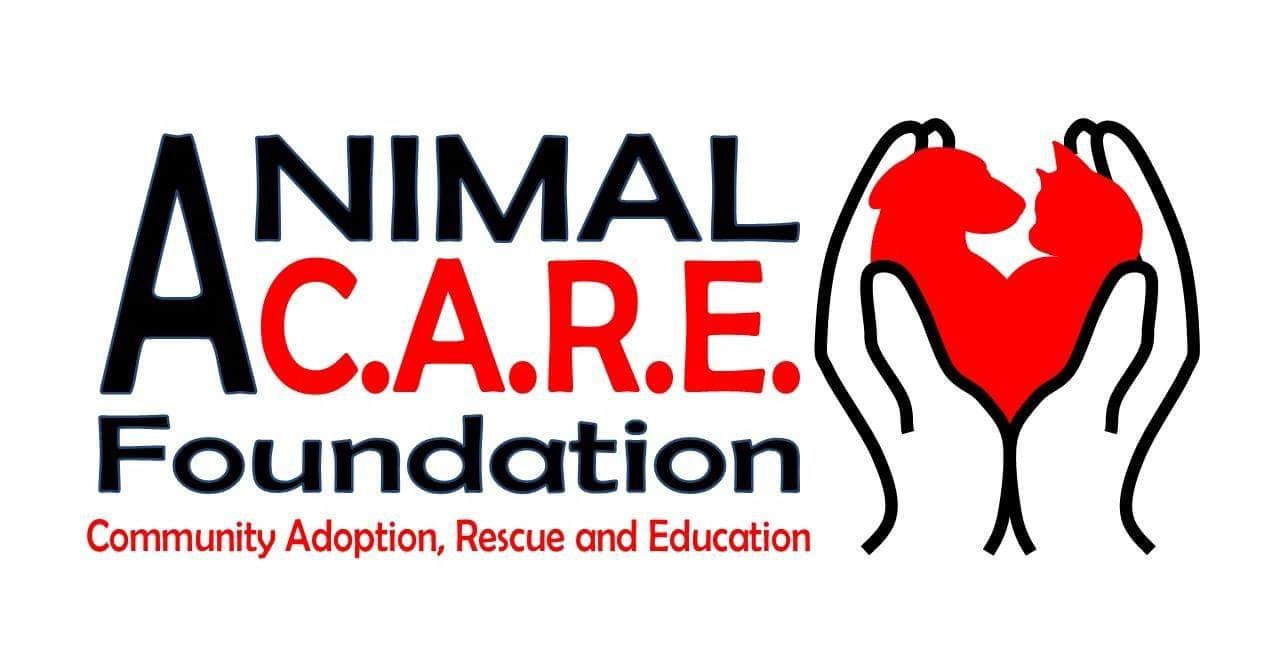 ANIMAL
C.A.R.E.
Foundation
Community Adoption, Rescue and Education